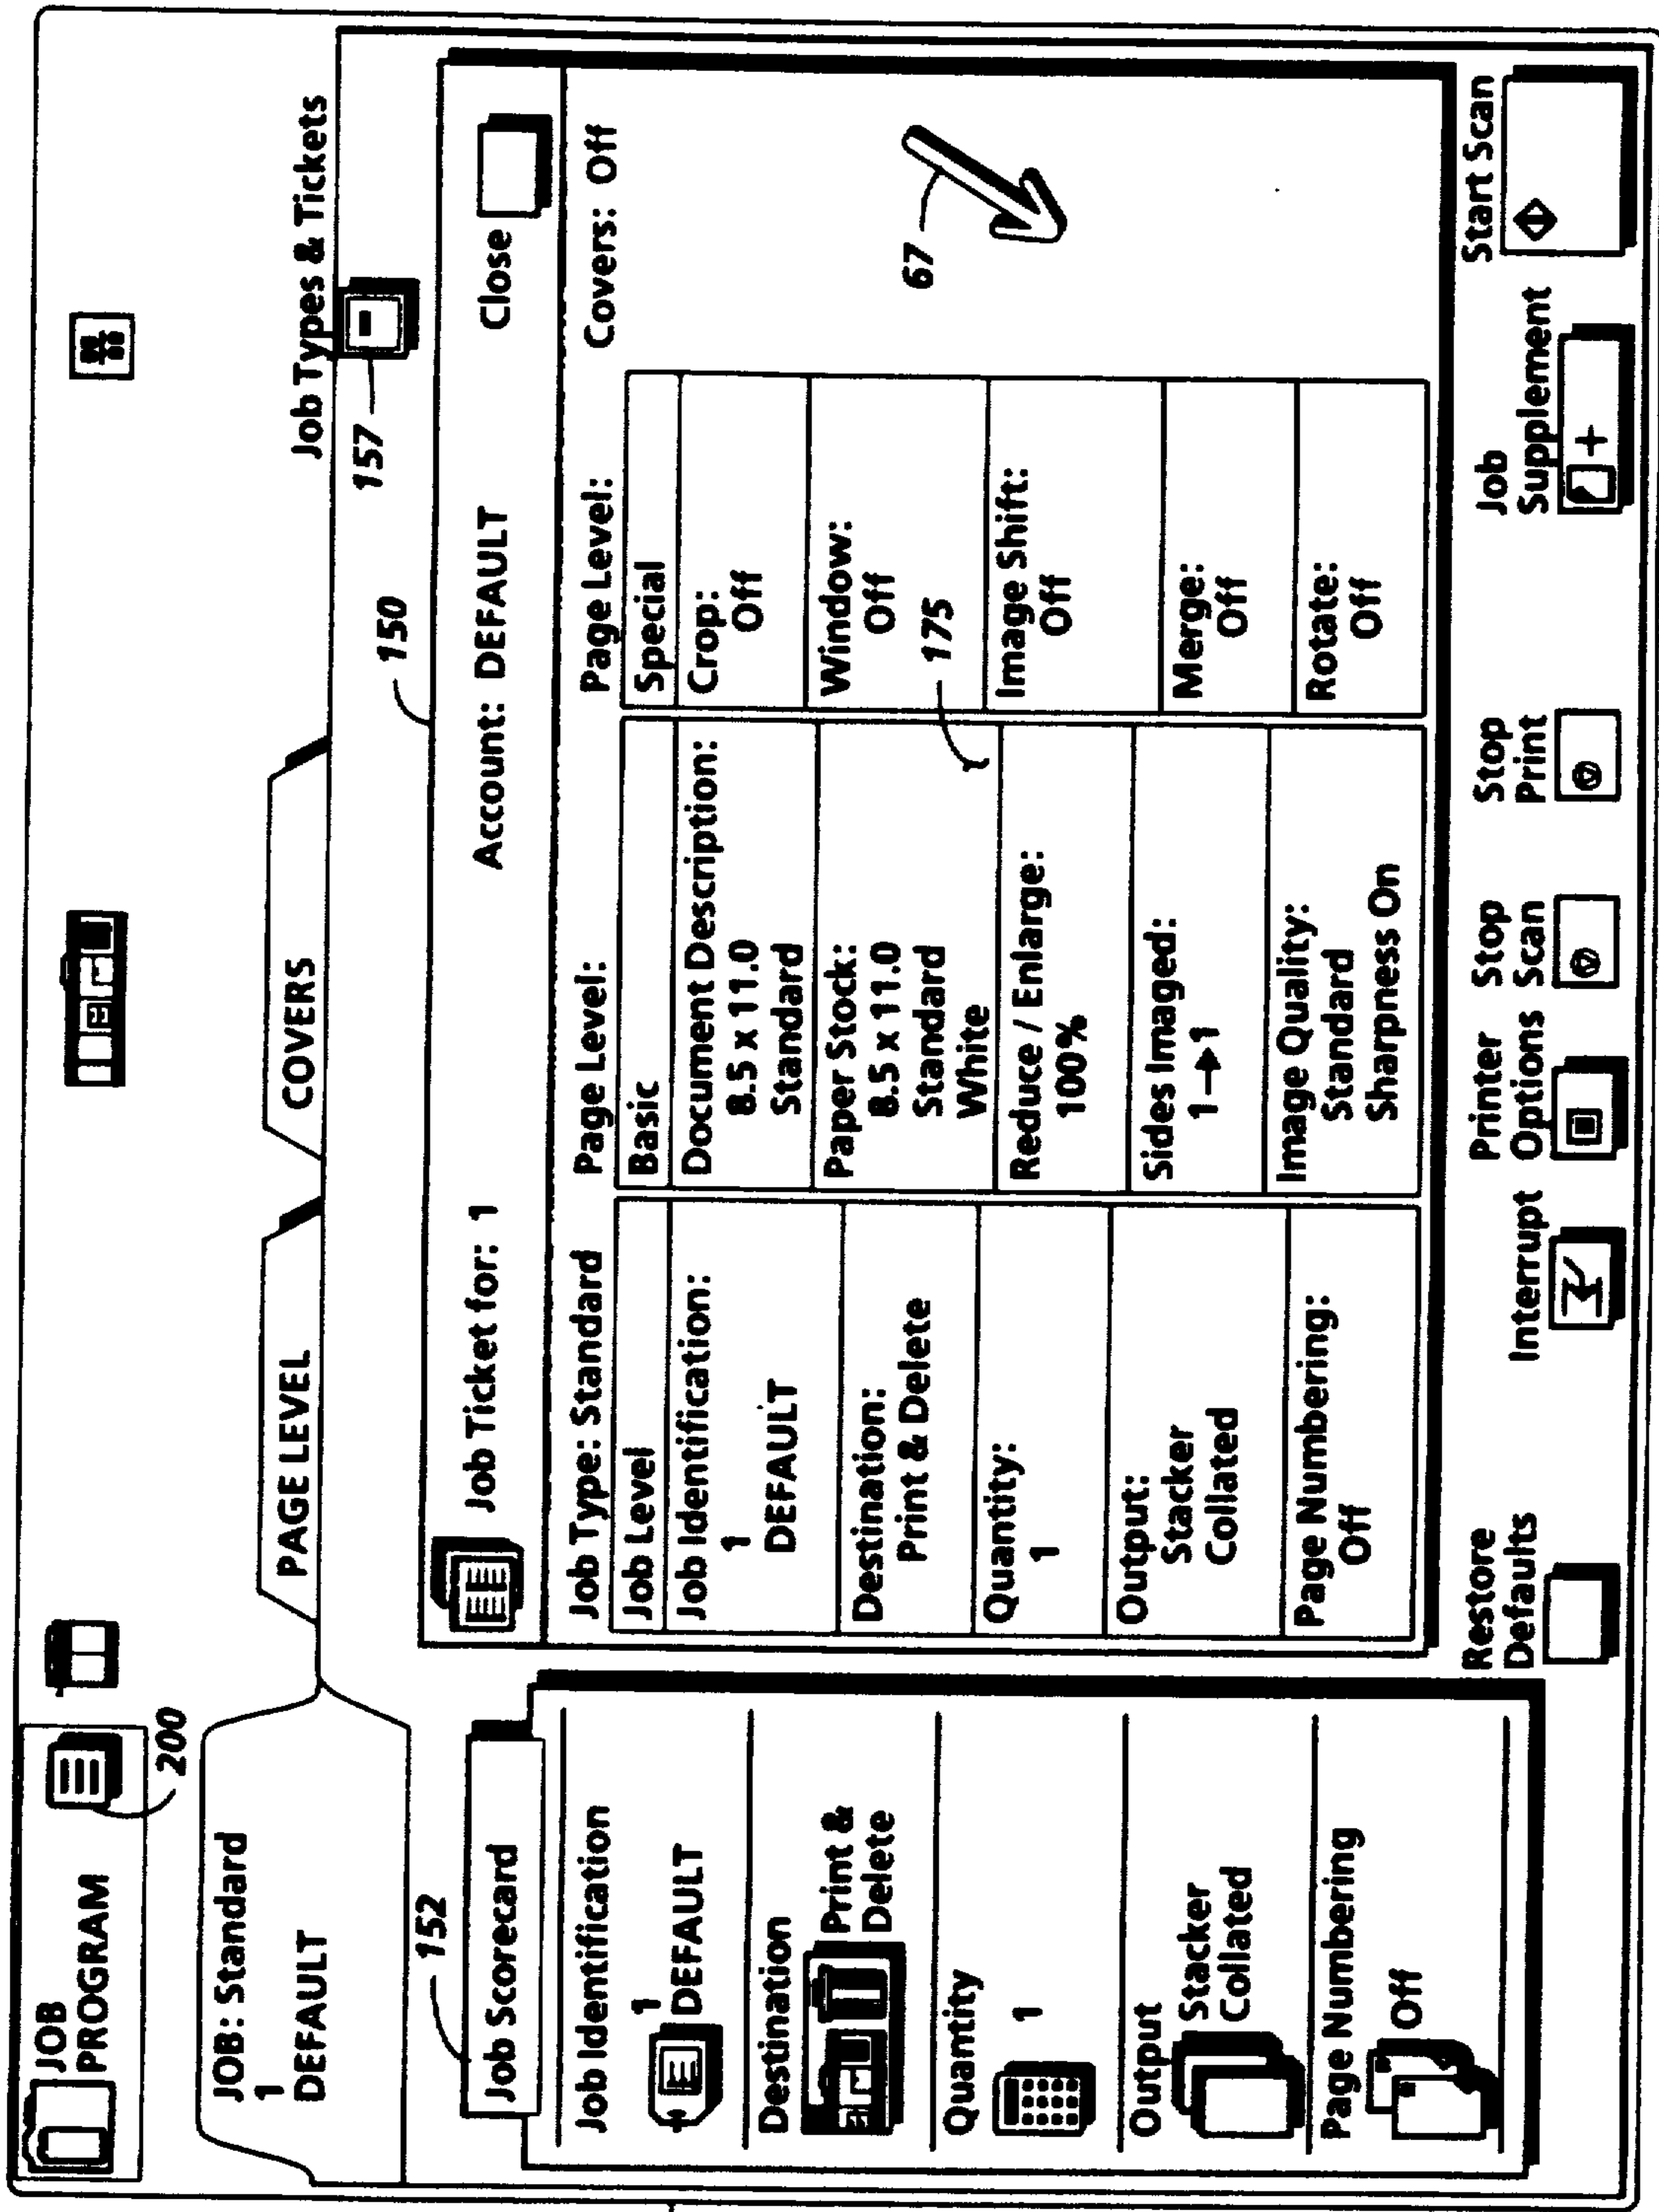 JOB
PROGRAM
200
JOB: Standard
1
DEFAULT
PAGE LEVEL
COVERS
Job Types & Tickets
157
152
150
Job Scorecard
Job Identification
1
DEFAULT
Destination
Print &
Delete
Quantity
1
Output
Stacker
Collated
Page Numbering
Off
Job Ticket for: 1
Account: DEFAULT
Close
Job Type: Standard
Job Level
Job Identification:
1
DEFAULT
Destination:
Print & Delete
Quantity:
1
Output:
Stacker
Collated
Page Numbering:
Off
Page Level:
Basic
Document Description:
8.5 x 11.0
Standard
Paper Stock:
8.5 x 11.0
Standard
White
Reduce / Enlarge:
100%
Sides Imaged:
1→1
Image Quality:
Standard
Sharpness On
Page Level:
Special
Crop:
Off
Window:
Off
175
Image Shift:
Off
Merge:
Off
Rotate:
Off
Covers: Off
67
Restore
Defaults
Interrupt
Printer
Options
Stop
Scan
Stop
Print
Job
Supplement
Start Scan